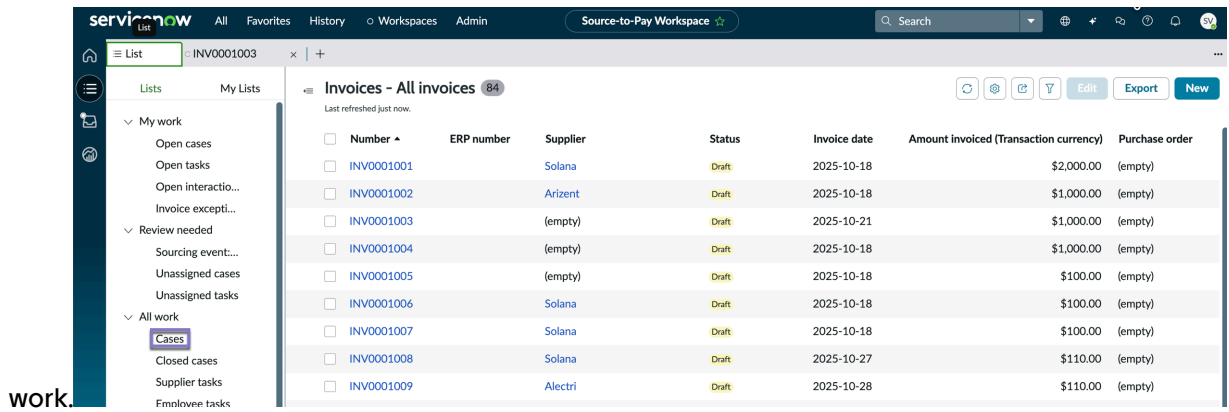 servicenow All Favorites History Workspaces Admin Source-to-Pay Workspace Search SV
List
List INV0001003
Lists My Lists
My work
Open cases
Open tasks
Open interactio...
Invoice excepti...
Review needed
Sourcing event:...
Unassigned cases
Unassigned tasks
All work
Cases
Closed cases
Supplier tasks
Employee tasks
Invoices - All invoices 84
Last refreshed just now.
Edit Export New
Number ERP number Supplier Status Invoice date Amount invoiced (Transaction currency) Purchase order
INV0001001 Solana Draft 2025-10-18 $2,000.00 (empty)
INV0001002 Arizent Draft 2025-10-18 $1,000.00 (empty)
INV0001003 (empty) Draft 2025-10-21 $1,000.00 (empty)
INV0001004 (empty) Draft 2025-10-18 $1,000.00 (empty)
INV0001005 (empty) Draft 2025-10-18 $100.00 (empty)
INV0001006 Solana Draft 2025-10-18 $100.00 (empty)
INV0001007 Solana Draft 2025-10-18 $100.00 (empty)
INV0001008 Solana Draft 2025-10-27 $110.00 (empty)
INV0001009 Alectri Draft 2025-10-28 $110.00 (empty)
work.